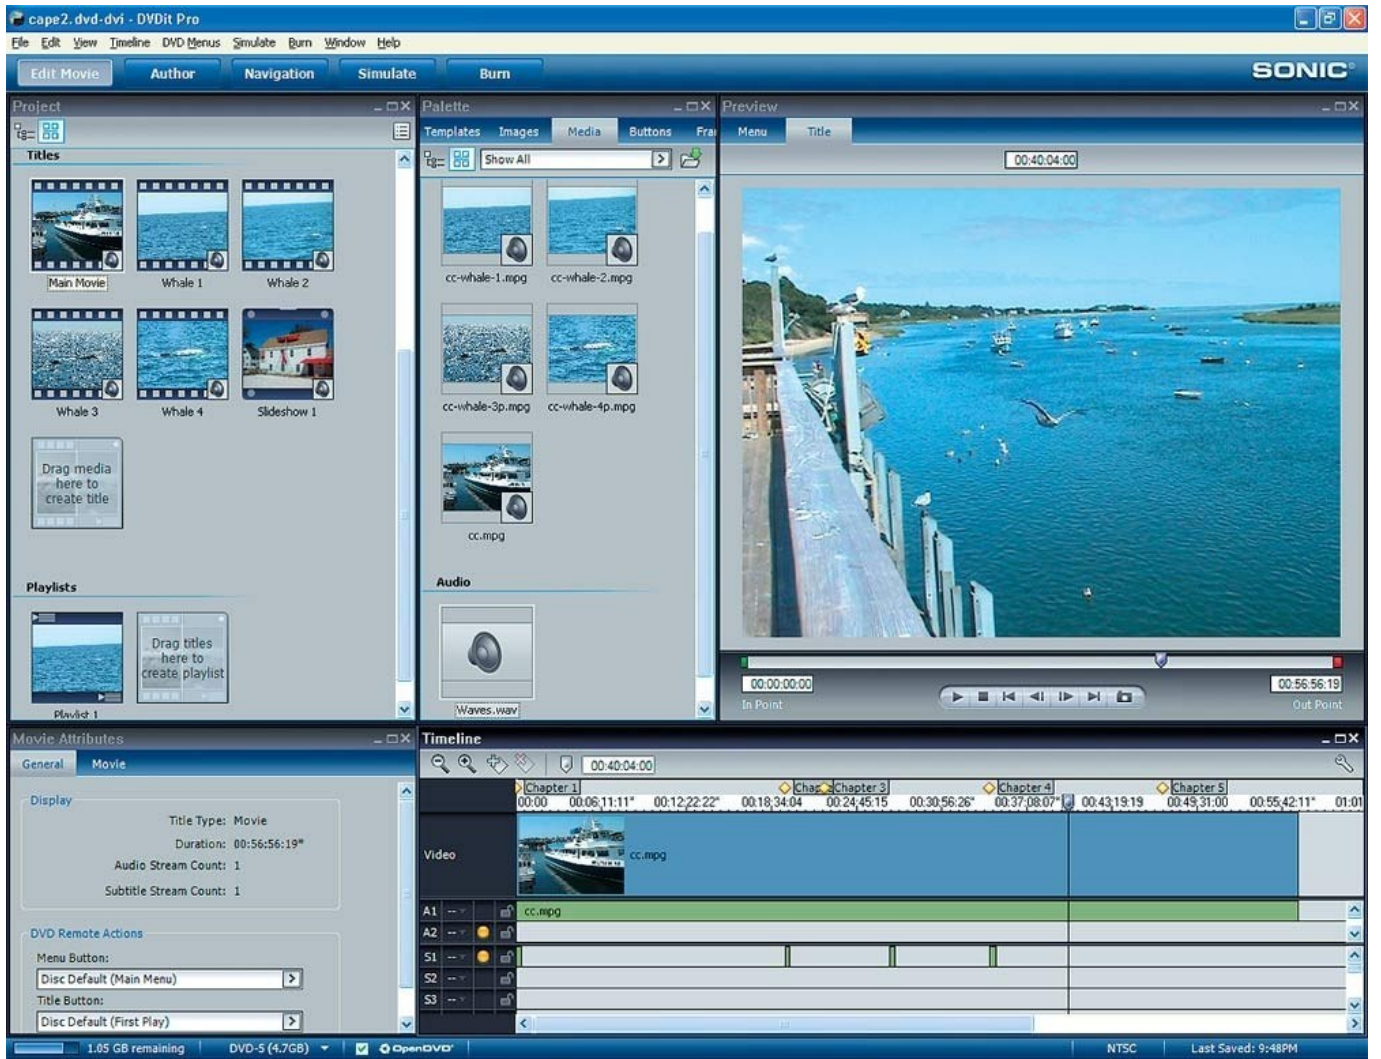 cape2.dvd-dvi - DVDit Pro
File Edit View Timeline DVD Menus Simulate Burn Window Help
Edit Movie Author Navigation Simulate Burn
SONIC
Project
Titles
Main Movie Whale 1 Whale 2
Whale 3 Whale 4 Slideshow 1
Drag media
here to
create title
Playlists
Drag titles
here to
create playlist
Playlist 1
Palette
Templates Images Media Buttons Fra
Show All
cc-whale-1.mpg cc-whale-2.mpg
cc-whale-3p.mpg cc-whale-4p.mpg
cc.mpg
Audio
Waves.wav
Preview
Menu Title
00:40:04:00
00:00:00:00 00:56:56:19
In Point Out Point
Movie Attributes
General Movie
Display
Title Type: Movie
Duration: 00:56:56:19*
Audio Stream Count: 1
Subtitle Stream Count: 1
DVD Remote Actions
Menu Button:
Disc Default (Main Menu)
Title Button:
Disc Default (First Play)
Timeline
00:40:04:00
Chapter 1 Chap Chapter 3 Chapter 4 Chapter 5
00:00 00:06:11:11* 00:12:22:22* 00:18:34:04 00:24:45:15 00:30:56:26* 00:37:08:07* 00:43:19:19 00:49:31:00 00:55:42:11* 01:01
Video cc.mpg
A1 -- cc.mpg
A2 --
S1 --
S2 --
S3 --
1.05 GB remaining DVD-5 (4.7GB) OpenDVD NTSC Last Saved: 9:48PM